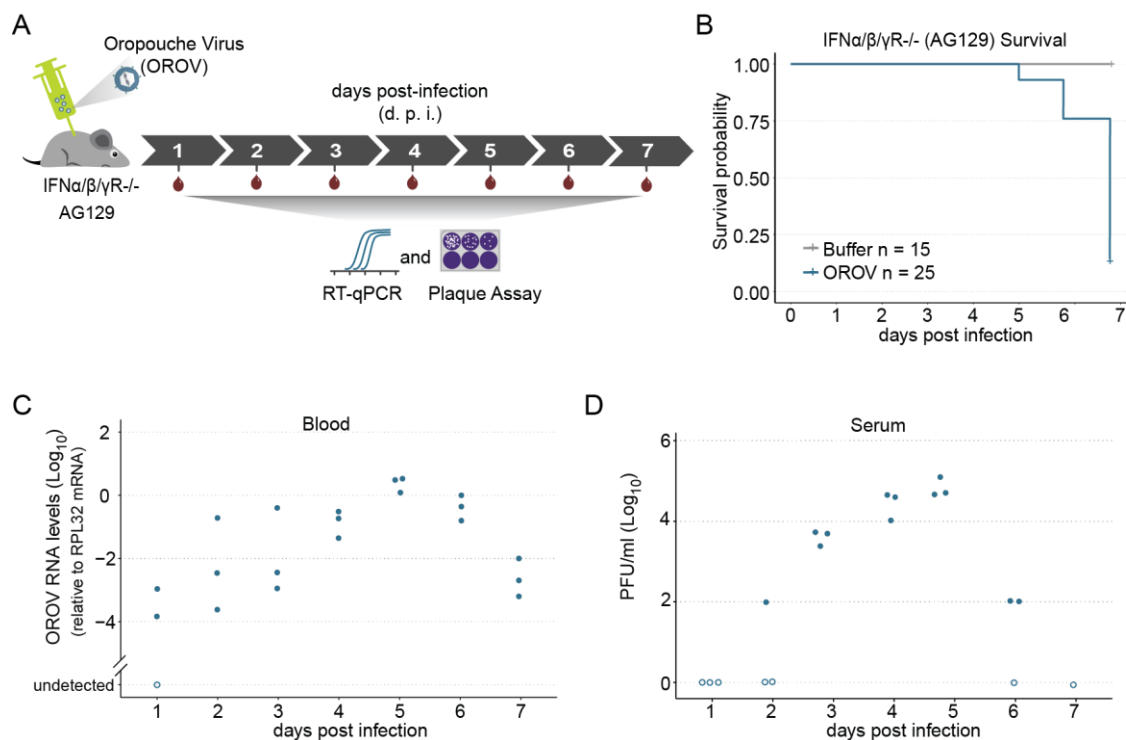 A
Oropouche Virus
(OROV)
days post-infection
(d. p. i.)
1 2 3 4 5 6 7
IFNα/β/γR-/-
AG129
RT-qPCR
and
Plaque Assay
B
IFNα/β/γR-/- (AG129) Survival
Survival probability
1.00
0.75
0.50
0.25
0.00
Buffer n = 15
OROV n = 25
0 1 2 3 4 5 6 7
days post infection
C
Blood
OROV RNA levels (Log10)
(relative to RPL32 mRNA)
2
0
−2
−4
undetected
1 2 3 4 5 6 7
days post infection
D
Serum
PFU/ml (Log10)
6
4
2
0
1 2 3 4 5 6 7
days post infection